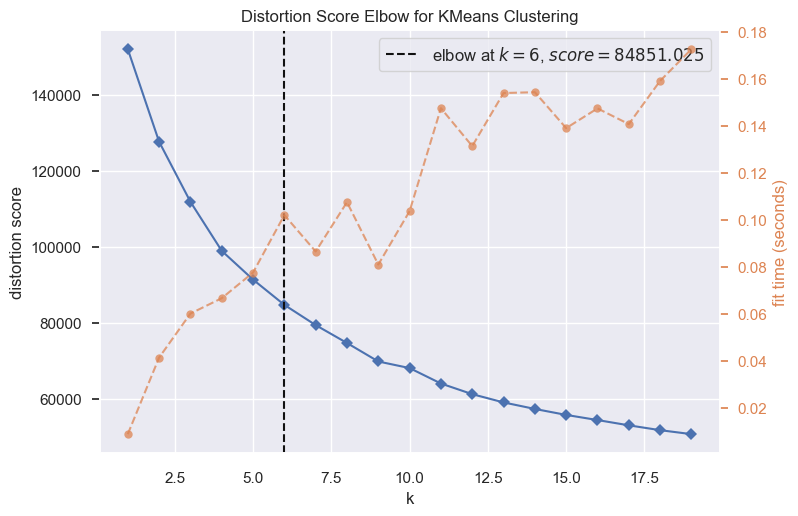 Distortion Score Elbow for KMeans Clustering
elbow at k = 6, score = 84851.025
distortion score
140000
120000
100000
80000
60000
0.18
0.16
0.14
0.12
0.10
0.08
0.06
0.04
0.02
fit time (seconds)
2.5 5.0 7.5 10.0 12.5 15.0 17.5
k